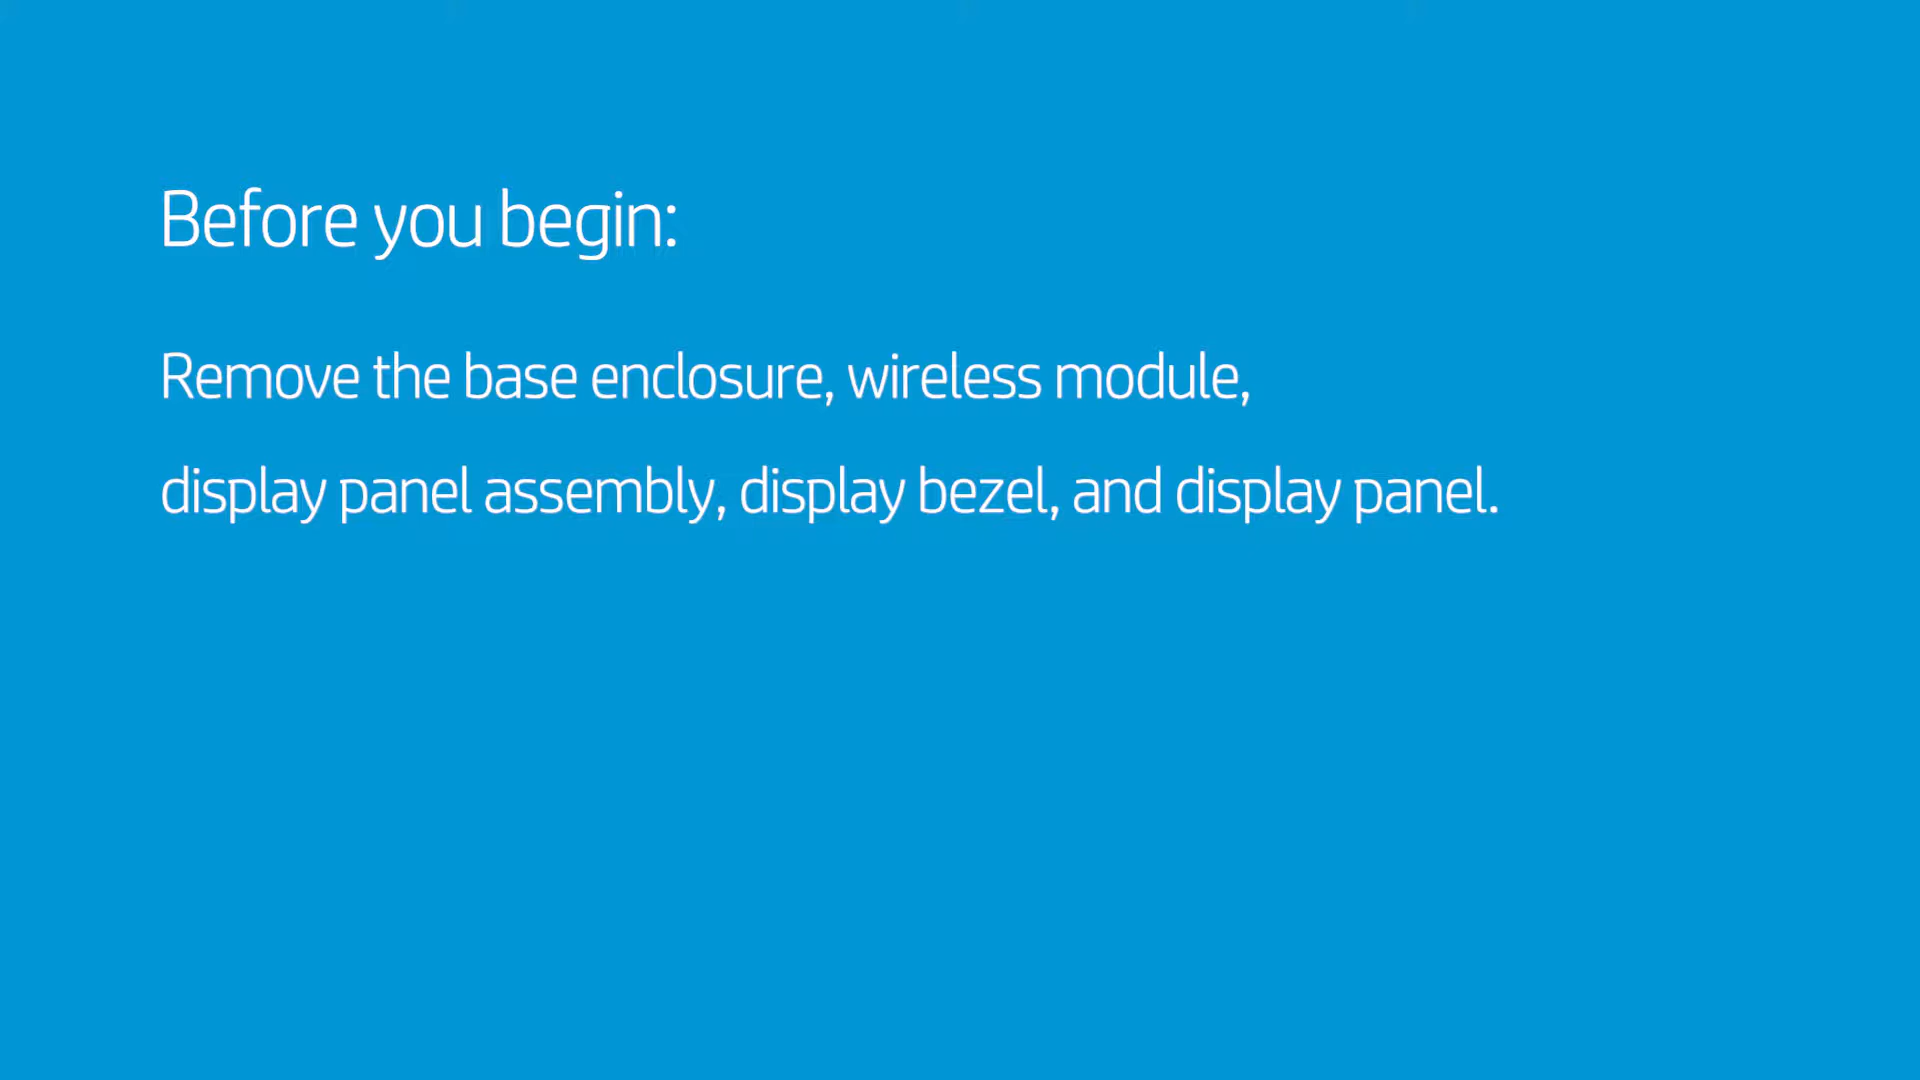 Before you begin:
Remove the base enclosure, wireless module,
display panel assembly, display bezel, and display panel.